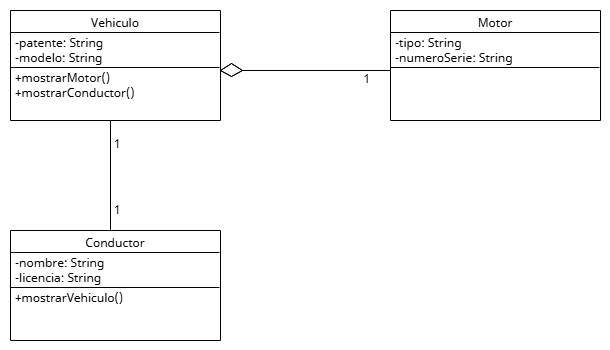 Vehiculo
-patente: String
-modelo: String
+mostrarMotor()
+mostrarConductor()
Motor
-tipo: String
-numeroSerie: String
1
1
1
Conductor
-nombre: String
-licencia: String
+mostrarVehiculo()